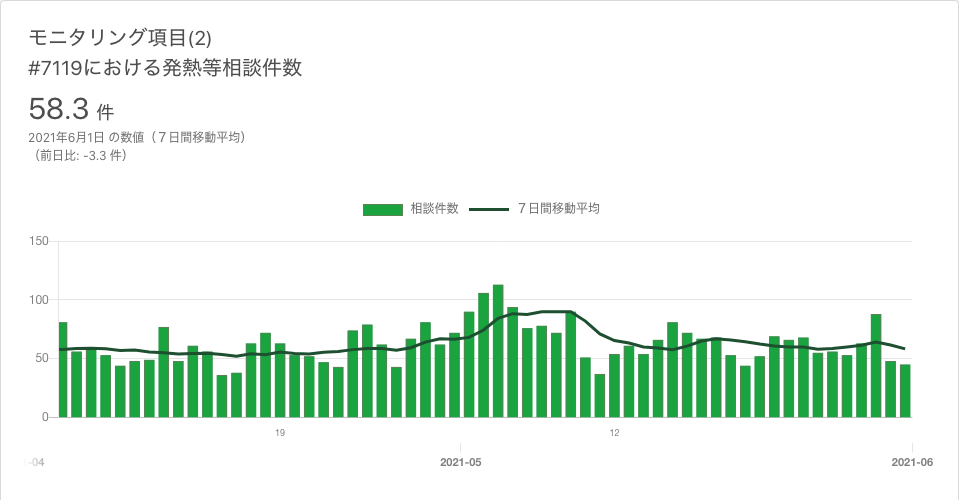 モニタリング項目(2)
#7119における発熱等相談件数
58.3 件
2021年6月1日 の数値（７日間移動平均）
（前日比: -3.3 件）
相談件数 ７日間移動平均
150
100
50
0
19 12
-04 2021-05 2021-06